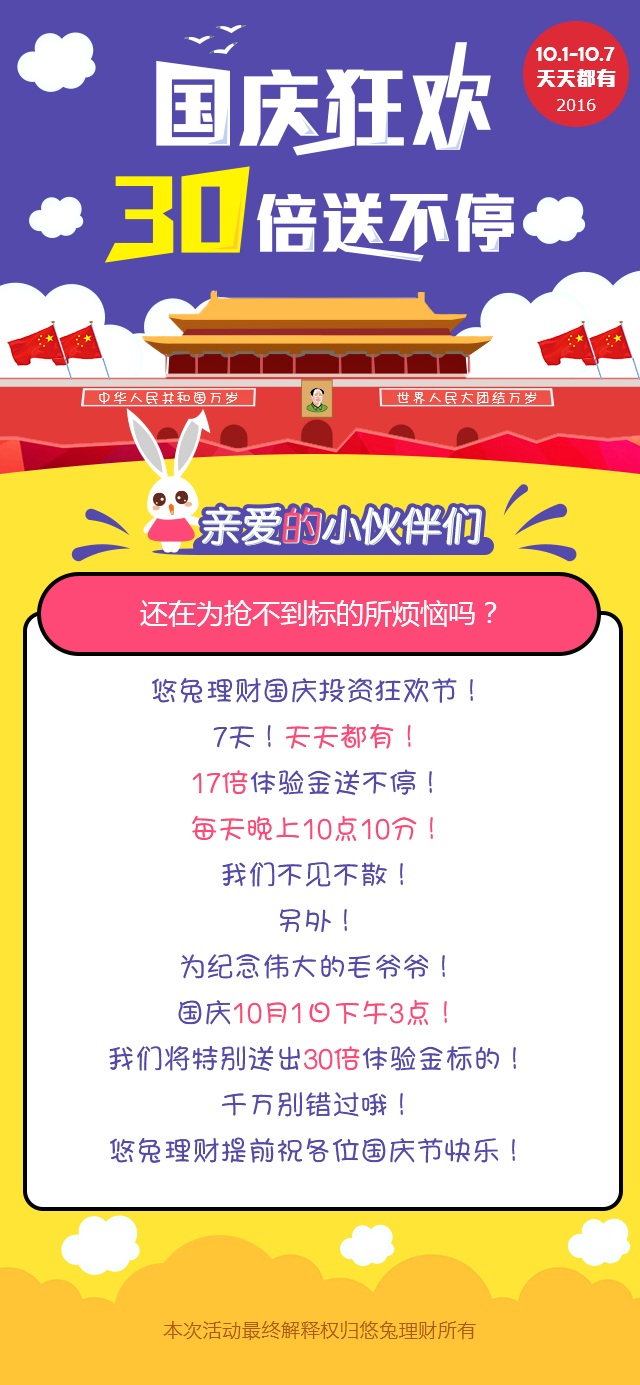 10.1-10.7
天天都有
2016
国庆狂欢
30倍送不停
中华人民共和国万岁
世界人民大团结万岁
亲爱的小伙伴们
还在为抢不到标的所烦恼吗？
悠兔理财国庆投资狂欢节！
7天！天天都有！
17倍体验金送不停！
每天晚上10点10分！
我们不见不散！
另外！
为纪念伟大的毛爷爷！
国庆10月1日下午3点！
我们将特别送出30倍体验金标的！
千万别错过哦！
悠兔理财提前祝各位国庆节快乐！
本次活动最终解释权归悠兔理财所有